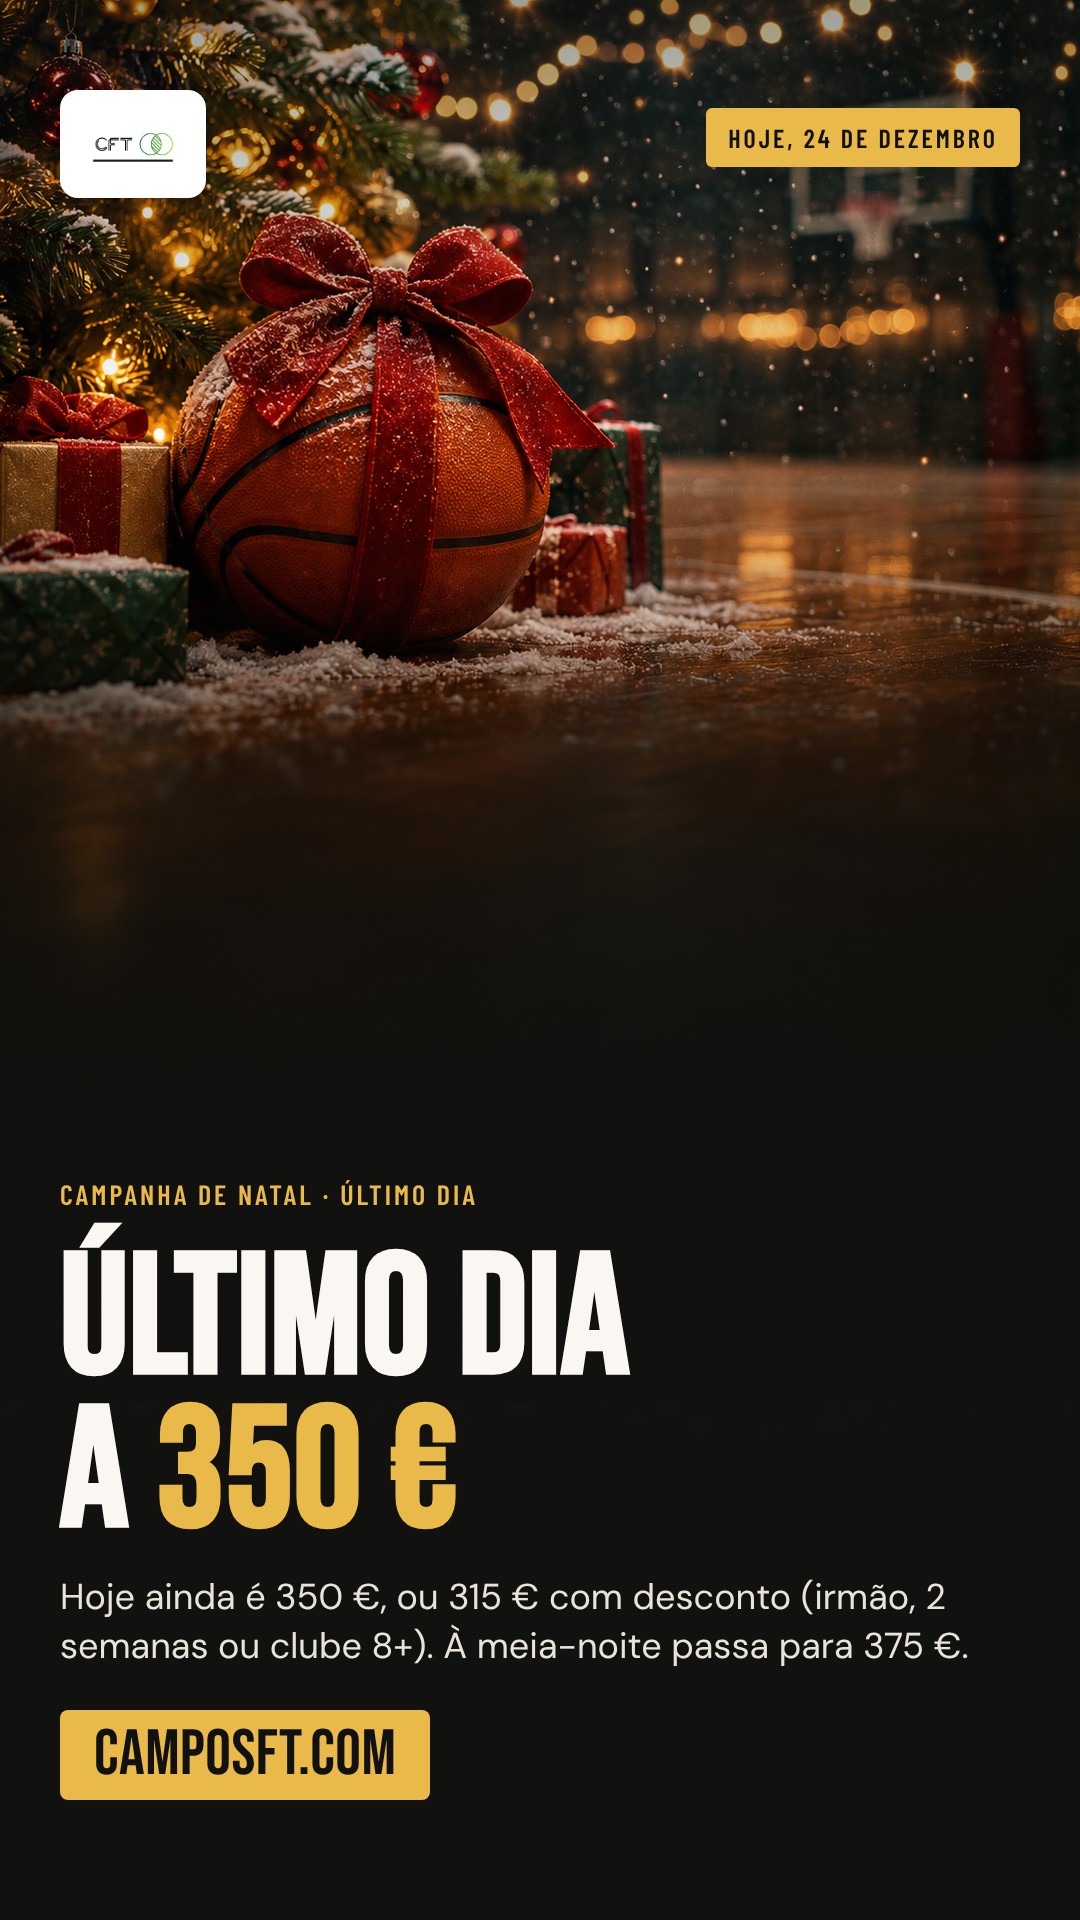 CFT
HOJE, 24 DE DEZEMBRO
CAMPANHA DE NATAL · ÚLTIMO DIA
ÚLTIMO DIA
A 350 €
Hoje ainda é 350 €, ou 315 € com desconto (irmão, 2
semanas ou clube 8+). À meia-noite passa para 375 €.
CAMPOSFT.COM